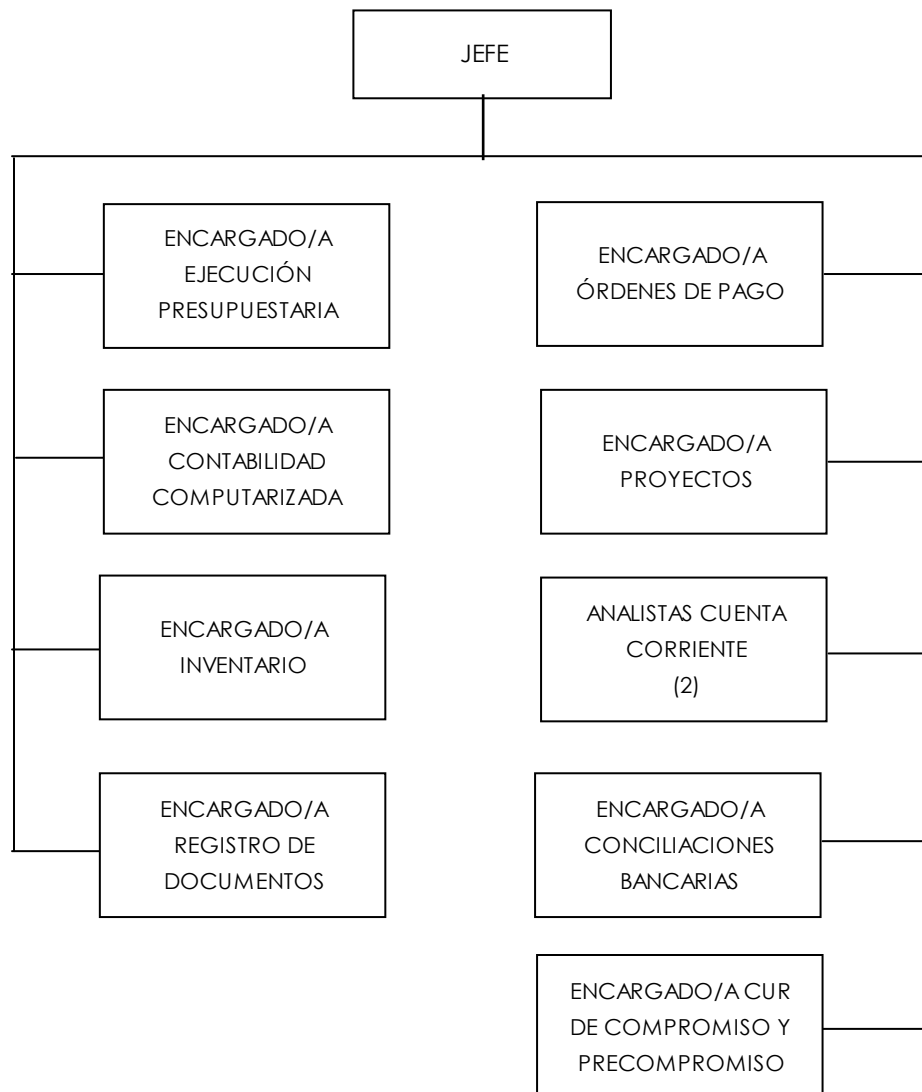 JEFE
ENCARGADO/A
EJECUCIÓN
PRESUPUESTARIA
ENCARGADO/A
ÓRDENES DE PAGO
ENCARGADO/A
CONTABILIDAD
COMPUTARIZADA
ENCARGADO/A
PROYECTOS
ENCARGADO/A
INVENTARIO
ANALISTAS CUENTA
CORRIENTE
(2)
ENCARGADO/A
REGISTRO DE
DOCUMENTOS
ENCARGADO/A
CONCILIACIONES
BANCARIAS
ENCARGADO/A CUR
DE COMPROMISO Y
PRECOMPROMISO